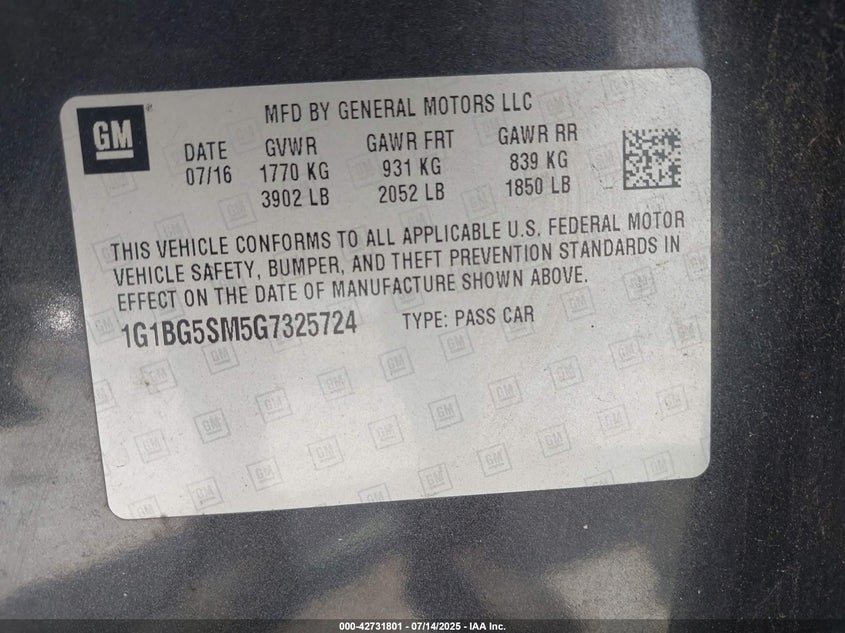 GM
MFD BY GENERAL MOTORS LLC
DATE GVWR GAWR FRT GAWR RR
07/16 1770 KG 931 KG 839 KG
3902 LB 2052 LB 1850 LB
THIS VEHICLE CONFORMS TO ALL APPLICABLE U.S. FEDERAL MOTOR
VEHICLE SAFETY, BUMPER, AND THEFT PREVENTION STANDARDS IN
EFFECT ON THE DATE OF MANUFACTURE SHOWN ABOVE.
1G1BG5SM5G7325724 TYPE: PASS CAR
000-42731801 - 07/14/2025 - IAA Inc.